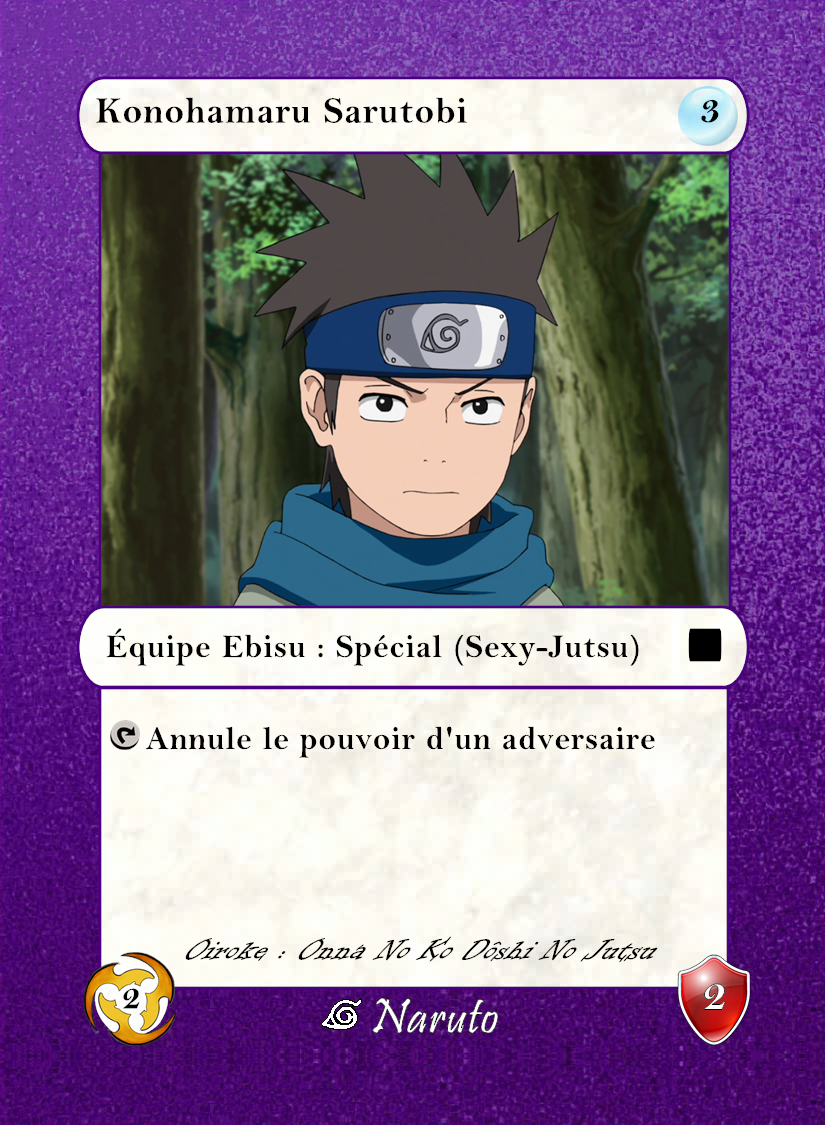 Konohamaru Sarutobi
3
Équipe Ebisu : Spécial (Sexy-Jutsu)
Annule le pouvoir d'un adversaire
Oiroke : Onna No Ko Dôshi No Jutsu
2
Naruto
2